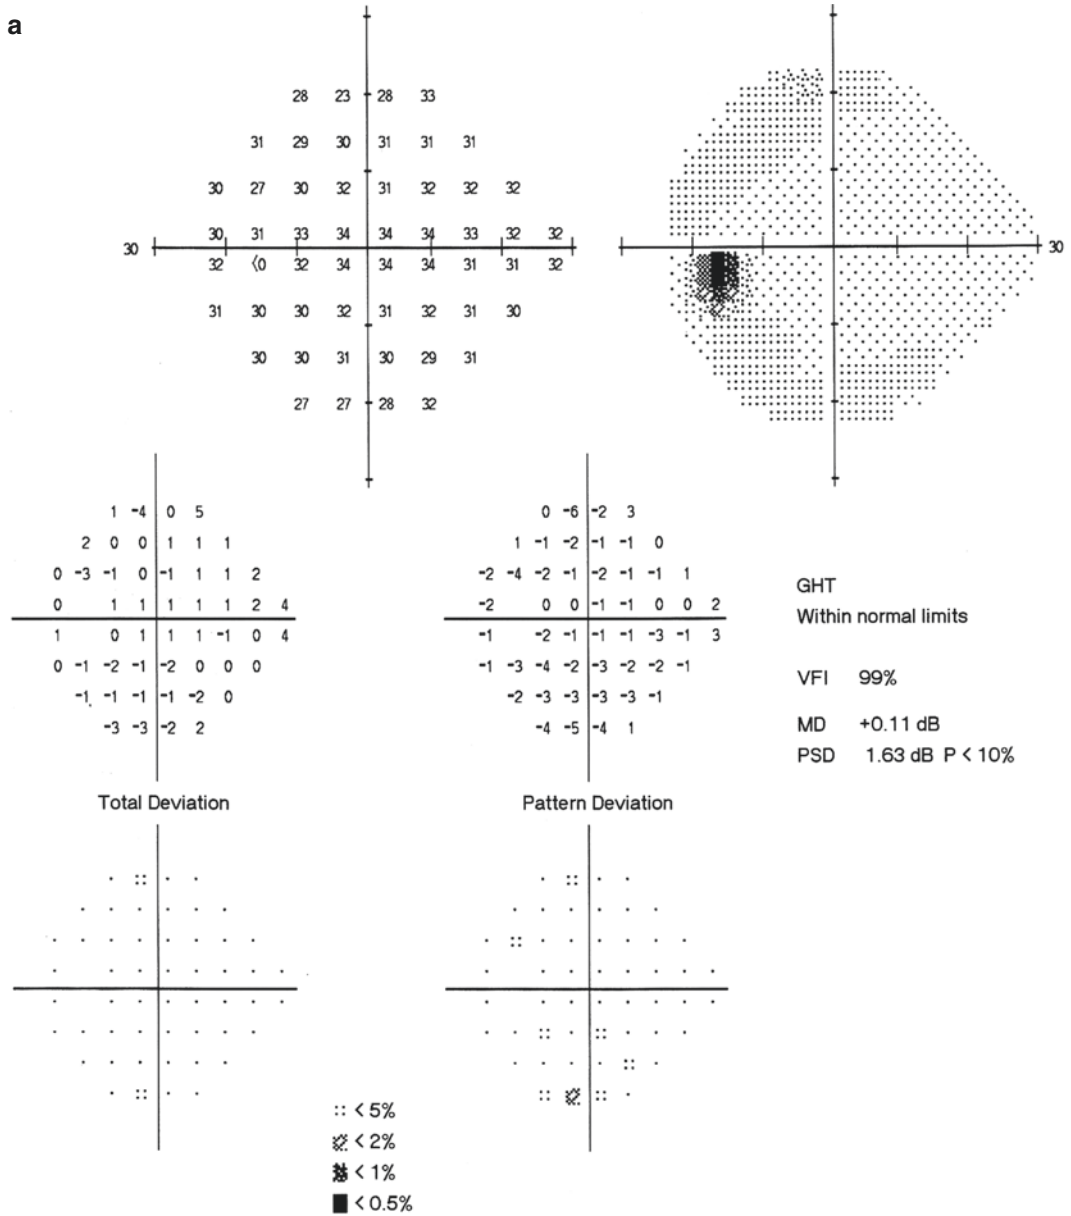 a
28 23 28 33
31 29 30 31 31 31
30 27 30 32 31 32 32 32
30 31 33 34 34 34 33 32 32
30
30
32 <0 32 34 34 34 31 31 32
31 30 30 32 31 32 31 30
30 30 31 30 29 31
27 27 28 32
1 -4 0 5
2 0 0 1 1 1
0 -3 -1 0 -1 1 1 2
0 1 1 1 1 1 2 4
1 0 1 1 1 -1 0 4
0 -1 -2 -1 -2 0 0 0
-1 -1 -1 -1 -2 0
-3 -3 -2 2
Total Deviation
0 -6 -2 3
1 -1 -2 -1 -1 0
-2 -4 -2 -1 -2 -1 -1 1
-2 0 0 -1 -1 0 0 2
-1 -2 -1 -1 -1 -3 -1 3
-1 -3 -4 -2 -3 -2 -2 -1
-2 -3 -3 -3 -3 -1
-4 -5 -4 1
Pattern Deviation
GHT
Within normal limits
VFI 99%
MD +0.11 dB
PSD 1.63 dB P < 10%
< 5%
< 2%
< 1%
< 0.5%